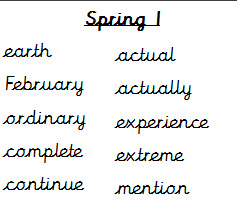 Spring 1
earth
February
ordinary
complete
continue
actual
actually
experience
extreme
mention